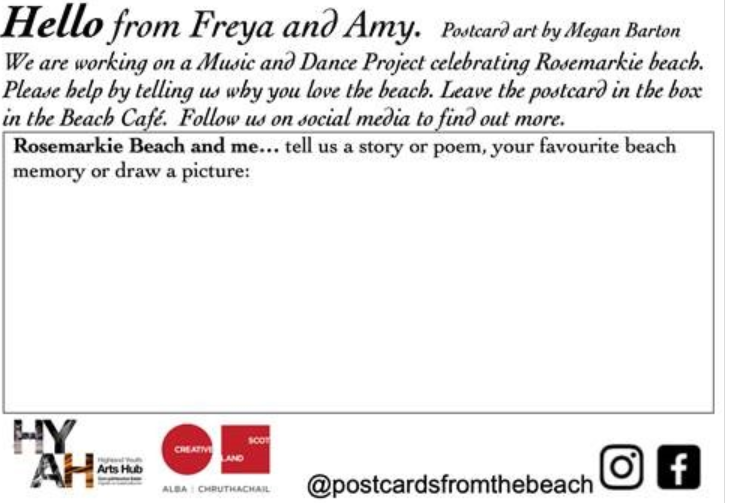 Hello from Freya and Amy. Postcard art by Megan Barton
We are working on a Music and Dance Project celebrating Rosemarkie beach.
Please help by telling us why you love the beach. Leave the postcard in the box
in the Beach Café. Follow us on social media to find out more.
Rosemarkie Beach and me... tell us a story or poem, your favourite beach
memory or draw a picture:
HY
AH
Highland Youth
Arts Hub
CREATIVE
SCOT
LAND
ALBA | CHRUTHACHAIL
@postcardsfromthebeach